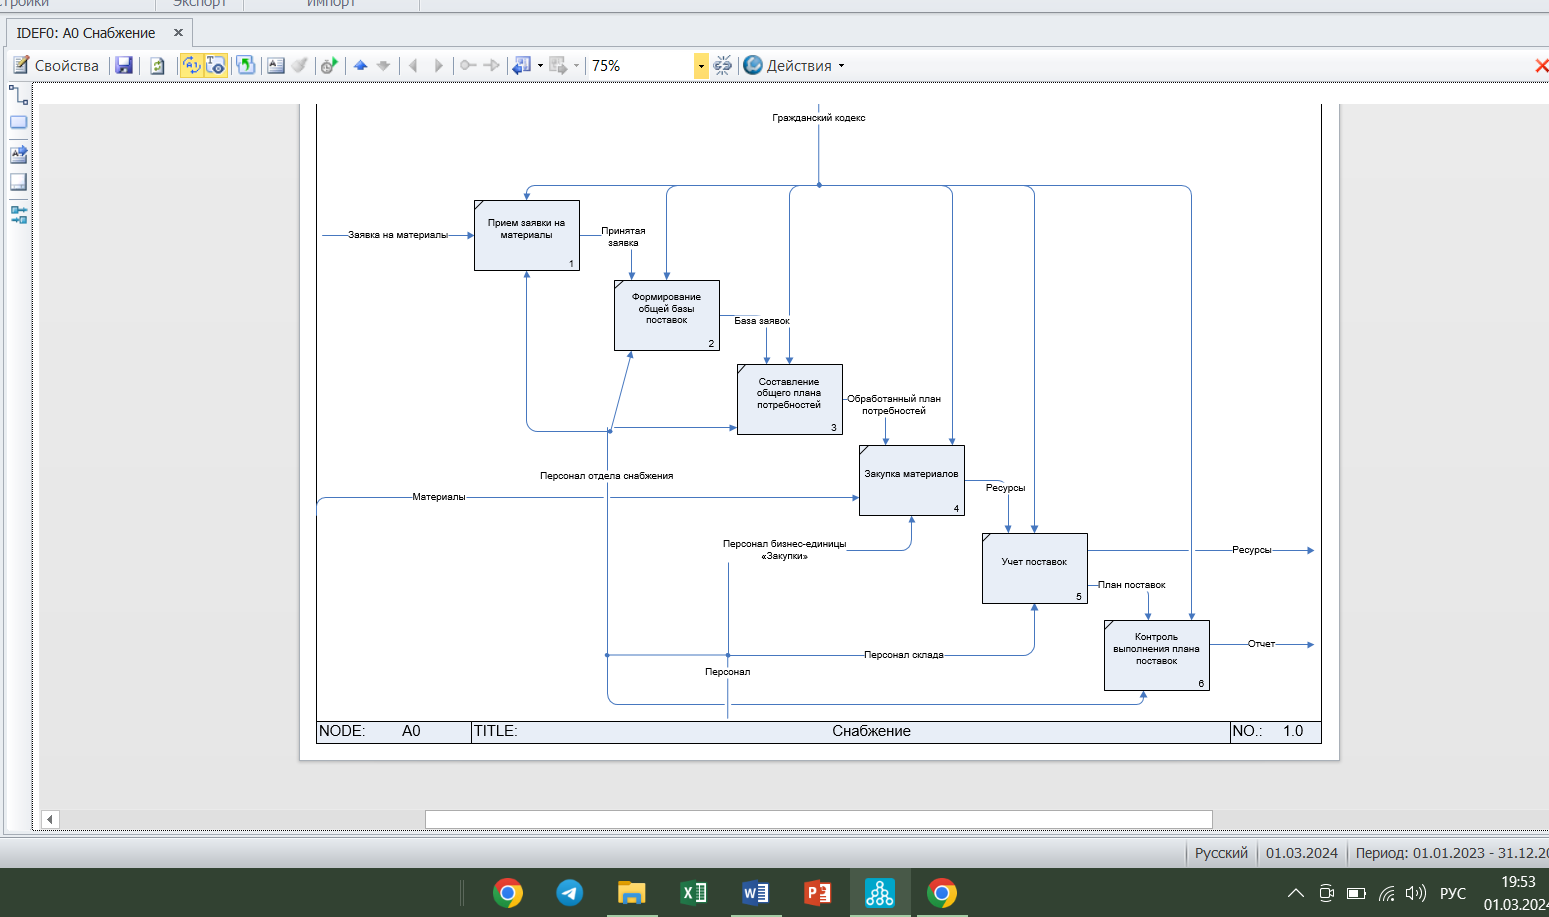 Экспорт
Импорт
IDEF0: A0 Снабжение
Свойства
75%
Действия
Гражданский кодекс
Заявка на материалы
Прием заявки на
материалы
1
Принятая
заявка
Формирование
общей базы
поставок
2
База заявок
Составление
общего плана
потребностей
3
Обработанный план
потребностей
Персонал отдела снабжения
Закупка материалов
4
Материалы
Ресурсы
Персонал бизнес-единицы
«Закупки»
Учет поставок
5
Ресурсы
План поставок
Контроль
выполнения плана
поставок
6
Отчет
Персонал склада
Персонал
NODE: A0 TITLE: Снабжение NO.: 1.0
Русский 01.03.2024 Период: 01.01.2023 - 31.12.20
РУС
19:53
01.03.2024